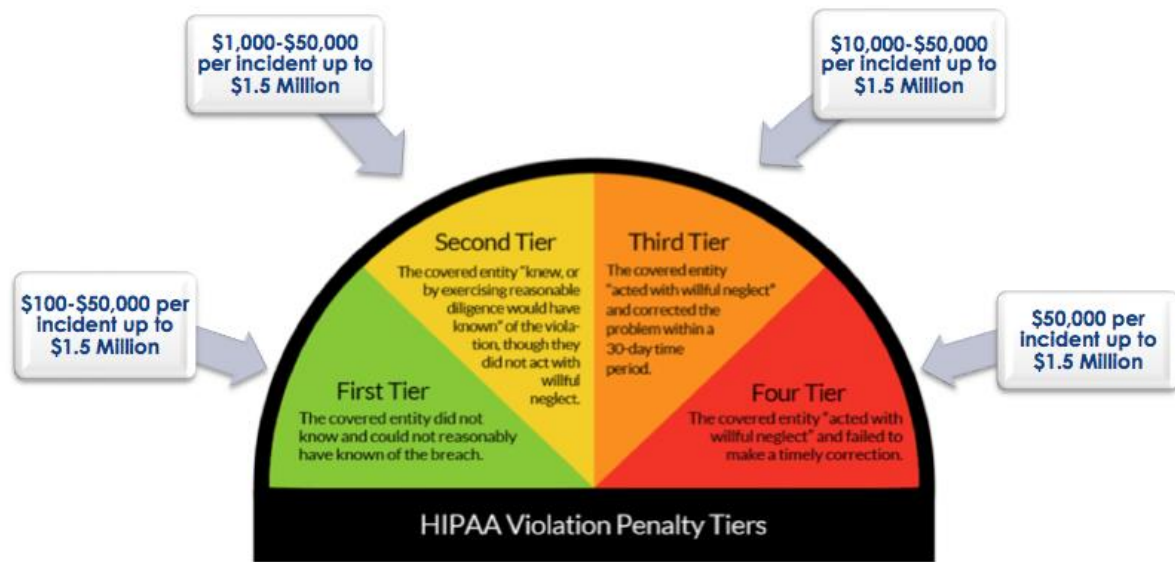 $1,000-$50,000
per incident up to
$1.5 Million
$10,000-$50,000
per incident up to
$1.5 Million
$100-$50,000 per
incident up to
$1.5 Million
$50,000 per
incident up to
$1.5 Million
First Tier
The covered entity did not
know and could not reasonably
have known of the breach.
Second Tier
The covered entity "knew, or
by exercising reasonable
diligence would have
known" of the viola-
tion, though they
did not act with
willful
neglect.
Third Tier
The covered entity
"acted with willful neglect"
and corrected the
problem within a
30-day time
period.
Four Tier
The covered entity "acted with
willful neglect" and failed to
make a timely correction.
HIPAA Violation Penalty Tiers